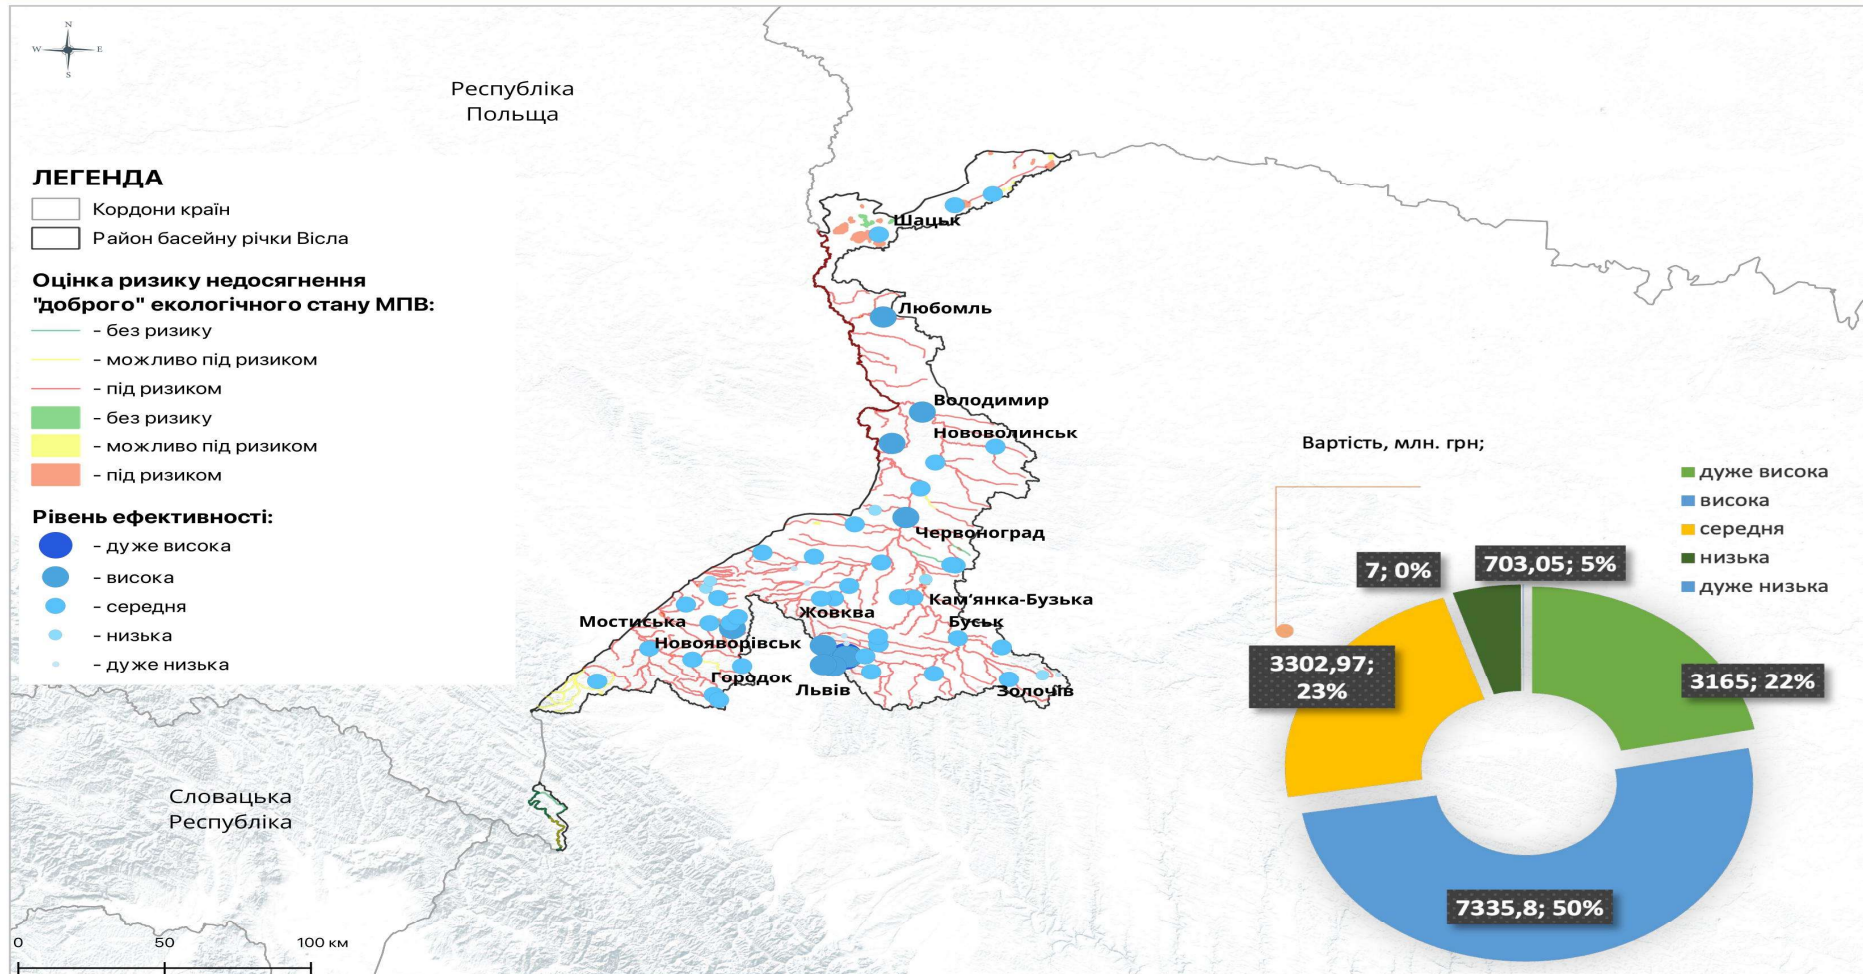 N
W
E
S
Республіка
Польща
ЛЕГЕНДА
Кордони країн
Район басейну річки Вісла
Оцінка ризику недосягнення
"доброго" екологічного стану МПВ:
- без ризику
- можливо під ризиком
- під ризиком
- без ризику
- можливо під ризиком
- під ризиком
Рівень ефективності:
- дуже висока
- висока
- середня
- низька
- дуже низька
Шацьк
Любомль
Володимир
Нововолинськ
Червоноград
Кам'янка-Бузька
Жовква
Мостиська
Буськ
Новояворівськ
Городок
Львів
Золочів
Словацька
Республіка
0
50
100 км
Вартість, млн. грн;
дуже висока
висока
середня
низька
дуже низька
7; 0%
703,05; 5%
3302,97;
23%
3165; 22%
7335,8; 50%